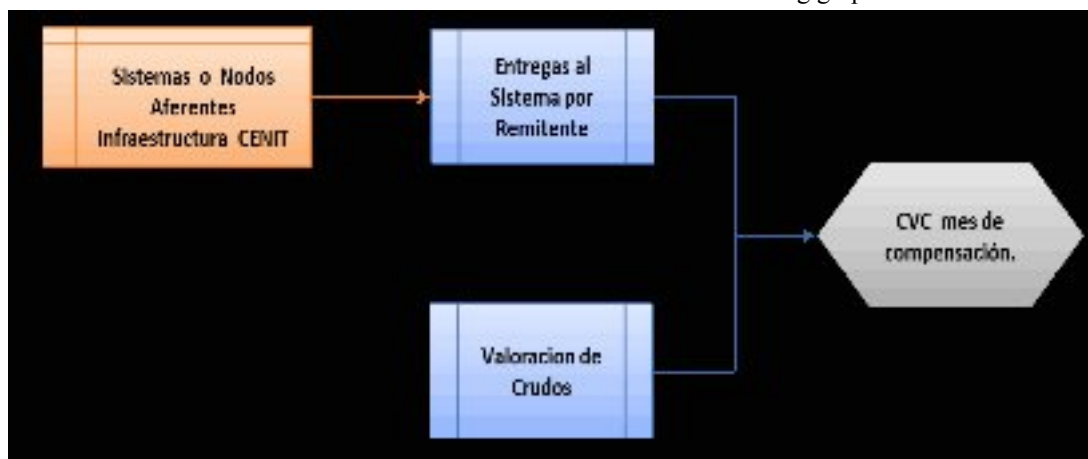 Sistemas o Nodos
Aferentes
Infraestructura CENIT
Entregas al
Sistema por
Remitente
CVC mes de
compensación.
Valoracion de
Crudos